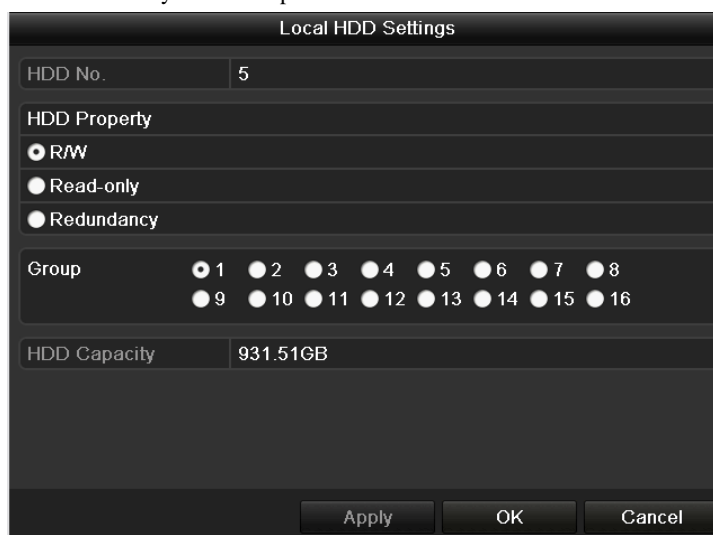 Local HDD Settings
HDD No. 5
HDD Property
R/W
Read-only
Redundancy
Group 1 2 3 4 5 6 7 8
9 10 11 12 13 14 15 16
HDD Capacity 931.51GB
Apply OK Cancel